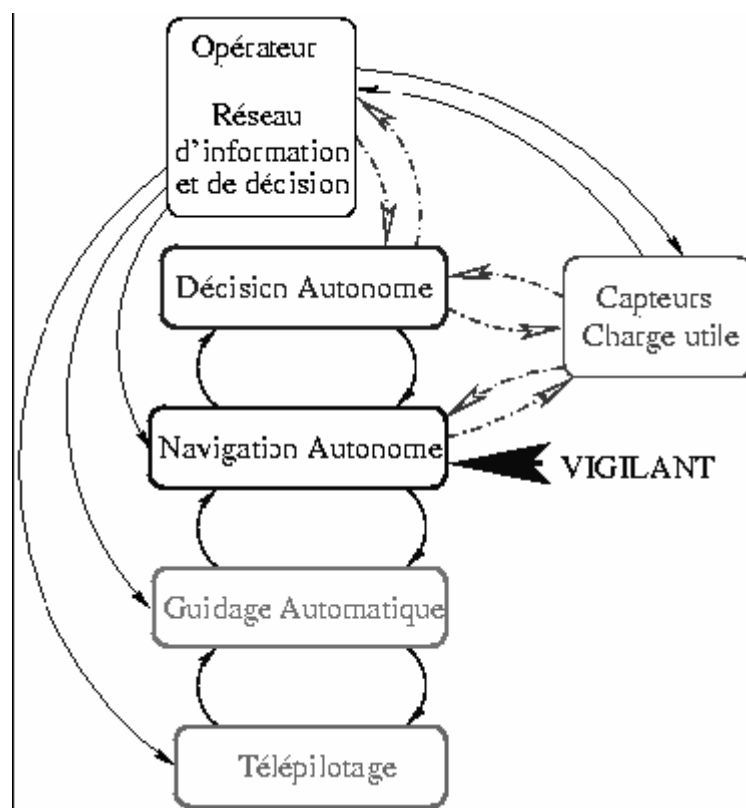 Opérateur
Réseau
d'information
et de décision
Décision Autonome
Capteurs
Charge utile
Navigation Autonome
VIGILANT
Guidage Automatique
Télépilotage